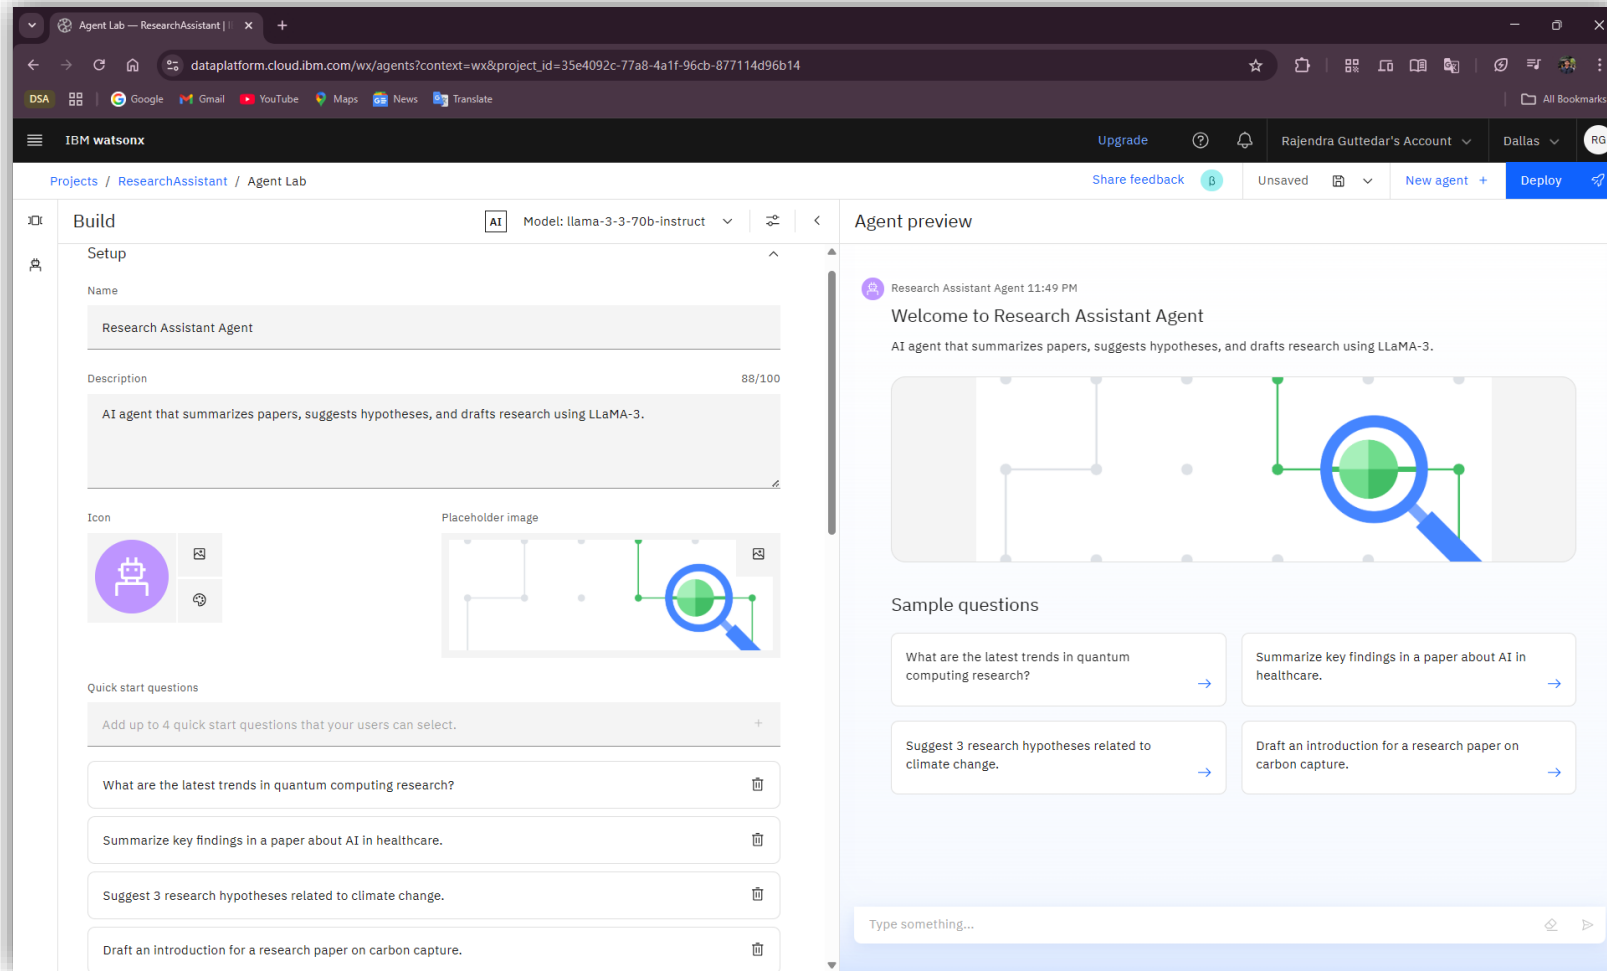 Agent Lab — ResearchAssistant |
dataplatform.cloud.ibm.com/wx/agents?context=wx&project_id=35e4092c-77a8-4a1f-96cb-877114d96b14
DSA Google Gmail YouTube Maps News Translate All Bookmarks
IBM watsonx Upgrade Rajendra Guttedar's Account Dallas RG
Projects / ResearchAssistant / Agent Lab Share feedback β Unsaved New agent + Deploy
Build AI Model: llama-3-3-70b-instruct
Setup
Name
Research Assistant Agent
Description 88/100
AI agent that summarizes papers, suggests hypotheses, and drafts research using LLaMA-3.
Icon Placeholder image
Quick start questions
Add up to 4 quick start questions that your users can select. +
What are the latest trends in quantum computing research?
Summarize key findings in a paper about AI in healthcare.
Suggest 3 research hypotheses related to climate change.
Draft an introduction for a research paper on carbon capture.
Agent preview
Research Assistant Agent 11:49 PM
Welcome to Research Assistant Agent
AI agent that summarizes papers, suggests hypotheses, and drafts research using LLaMA-3.
Sample questions
What are the latest trends in quantum
computing research?
Summarize key findings in a paper about AI in
healthcare.
Suggest 3 research hypotheses related to
climate change.
Draft an introduction for a research paper on
carbon capture.
Type something...